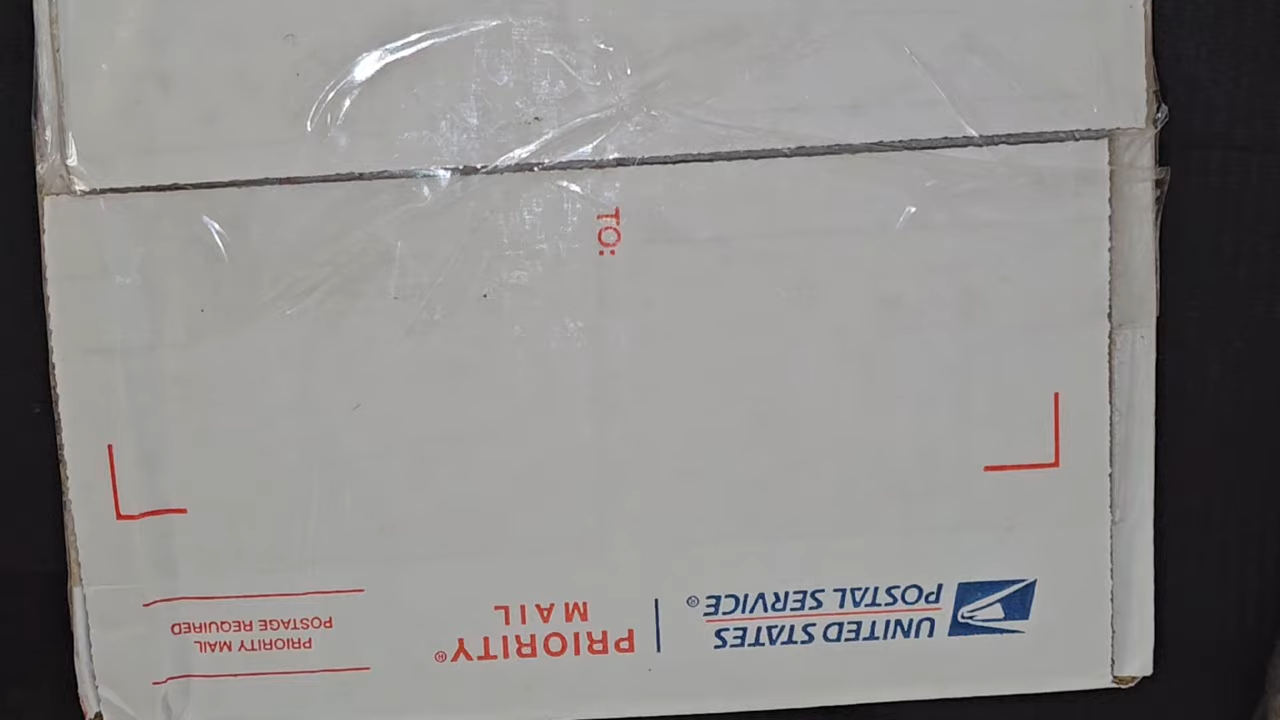 UNITED STATES
POSTAL SERVICE®
PRIORITY®
MAIL
PRIORITY MAIL
POSTAGE REQUIRED
TO: